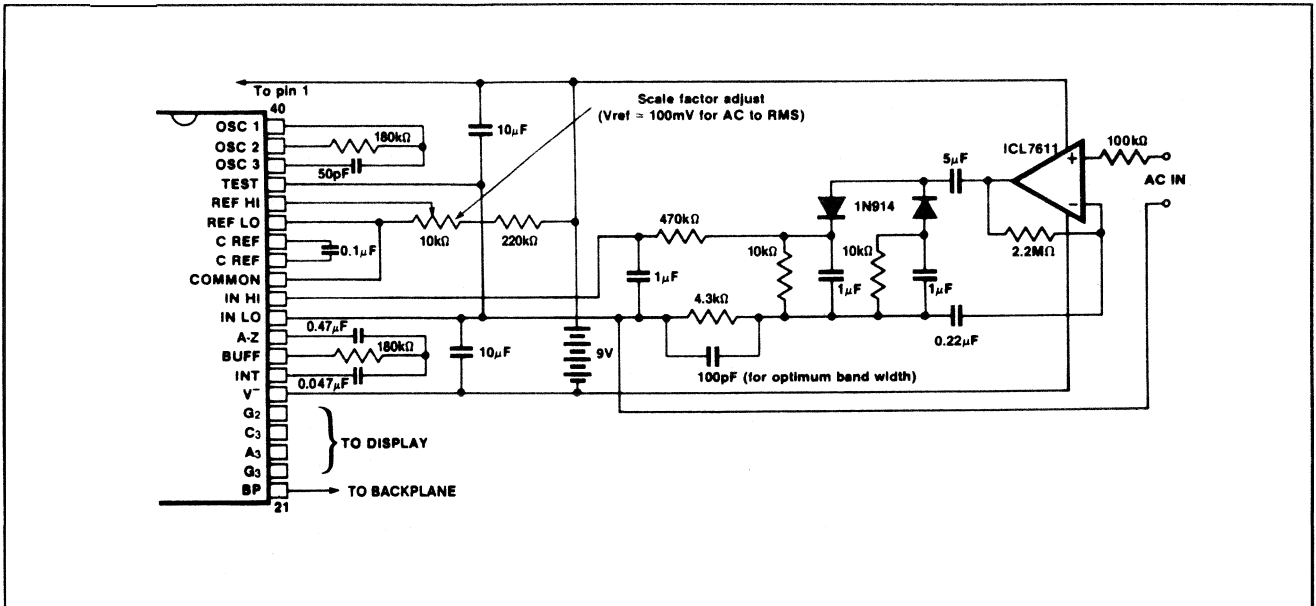 To pin 1
40
OSC 1
OSC 2
OSC 3
TEST
REF HI
REF LO
C REF
C REF
COMMON
IN HI
IN LO
A-Z
BUFF
INT
V⁻
G2
C3
A3
G3
BP
21
180kΩ
50pF
10μF
Scale factor adjust
(Vref = 100mV for AC to RMS)
10kΩ
220kΩ
0.1μF
0.47μF
180kΩ
0.047μF
10μF
9V
470kΩ
1μF
10kΩ
4.3kΩ
100pF (for optimum band width)
1N914
1μF
10kΩ
1μF
5μF
ICL7611
+
−
100kΩ
AC IN
2.2MΩ
0.22μF
TO DISPLAY
TO BACKPLANE